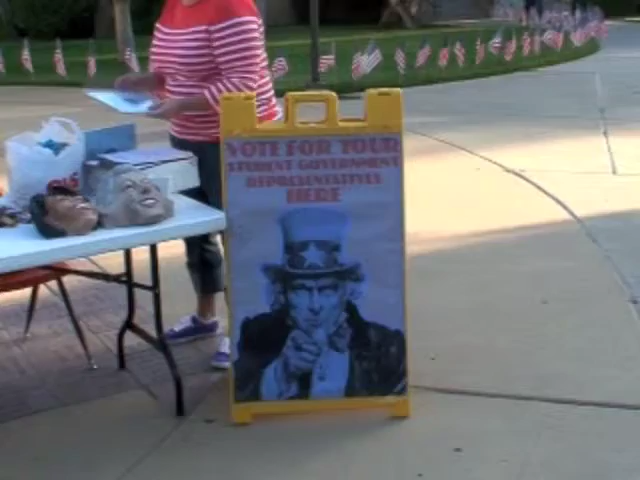 VOTE FOR YOUR
STUDENT GOVERNMENT
REPRESENTATIVES
HERE